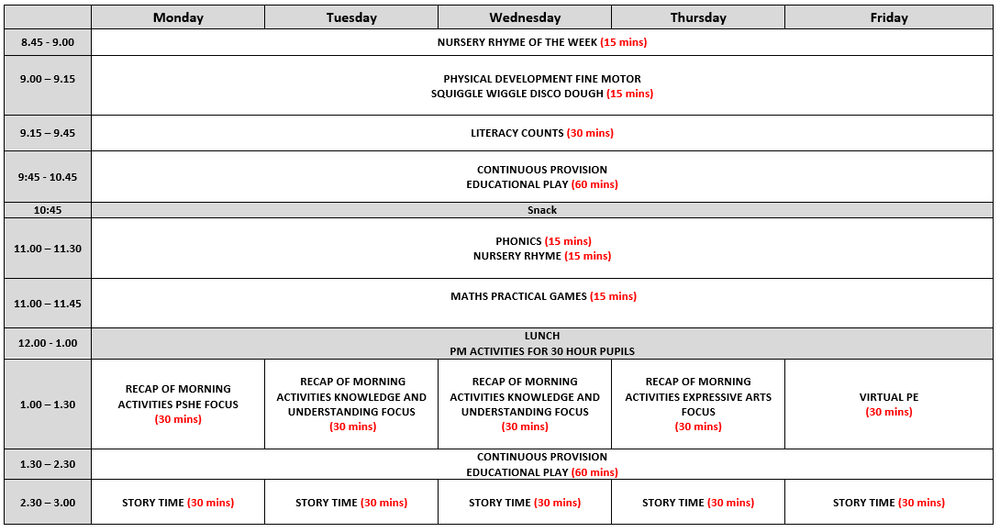 Monday Tuesday Wednesday Thursday Friday
8.45 - 9.00 NURSERY RHYME OF THE WEEK (15 mins)
9.00 – 9.15 PHYSICAL DEVELOPMENT FINE MOTOR
SQUIGGLE WIGGLE DISCO DOUGH (15 mins)
9.15 – 9.45 LITERACY COUNTS (30 mins)
9:45 - 10.45 CONTINUOUS PROVISION
EDUCATIONAL PLAY (60 mins)
10:45 Snack
11.00 – 11.30 PHONICS (15 mins)
NURSERY RHYME (15 mins)
11.00 – 11.45 MATHS PRACTICAL GAMES (15 mins)
12.00 - 1.00 LUNCH
PM ACTIVITIES FOR 30 HOUR PUPILS
1.00 – 1.30
RECAP OF MORNING
ACTIVITIES PSHE FOCUS
(30 mins)
RECAP OF MORNING
ACTIVITIES KNOWLEDGE AND
UNDERSTANDING FOCUS
(30 mins)
RECAP OF MORNING
ACTIVITIES KNOWLEDGE AND
UNDERSTANDING FOCUS
(30 mins)
RECAP OF MORNING
ACTIVITIES EXPRESSIVE ARTS
FOCUS
(30 mins)
VIRTUAL PE
(30 mins)
1.30 – 2.30 CONTINUOUS PROVISION
EDUCATIONAL PLAY (60 mins)
2.30 – 3.00 STORY TIME (30 mins) STORY TIME (30 mins) STORY TIME (30 mins) STORY TIME (30 mins) STORY TIME (30 mins)